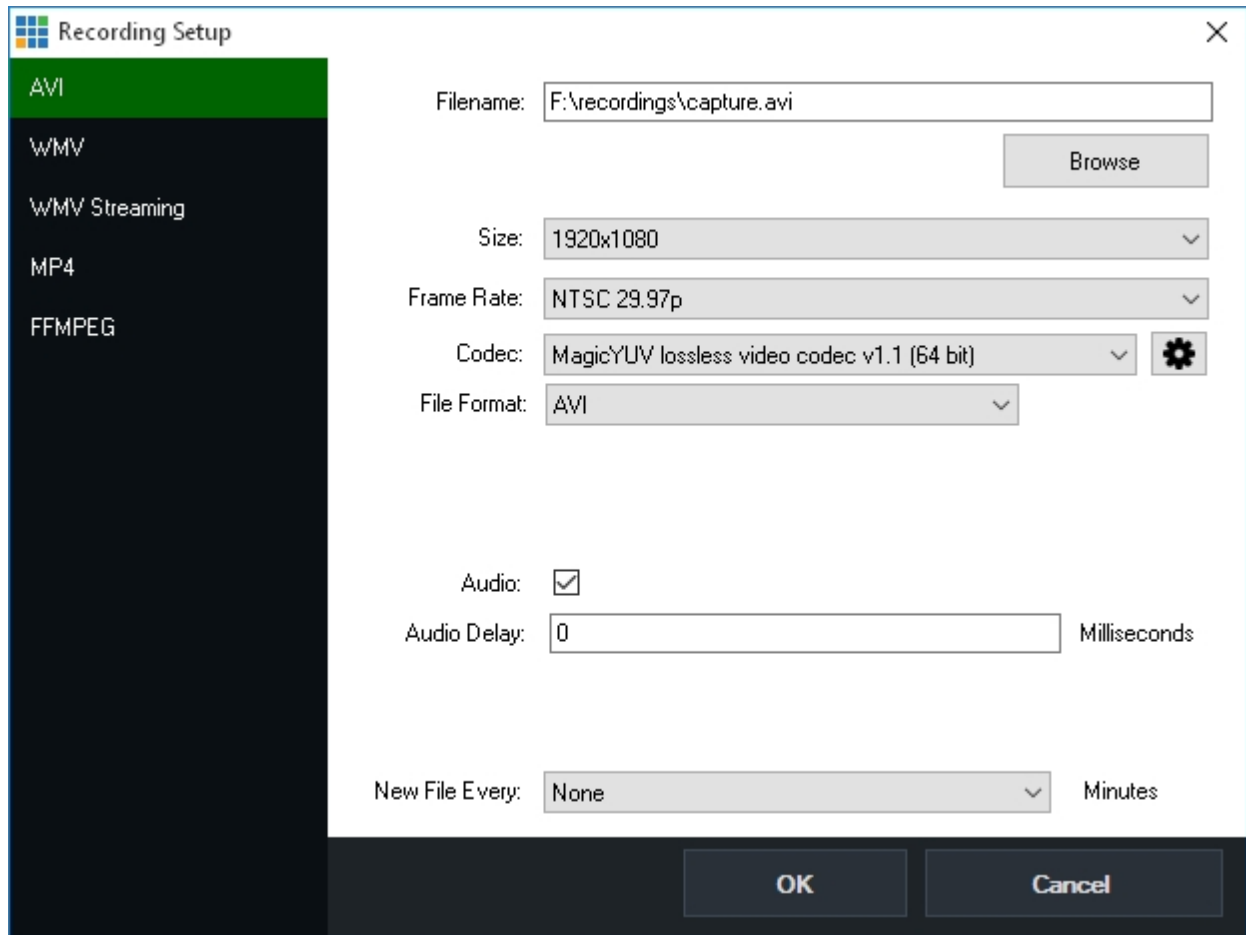 Recording Setup
AVI
WMV
WMV Streaming
MP4
FFMPEG
Filename: F:\recordings\capture.avi
Browse
Size: 1920x1080
Frame Rate: NTSC 29.97p
Codec: MagicYUV lossless video codec v1.1 (64 bit)
File Format: AVI
Audio:
Audio Delay: 0 Milliseconds
New File Every: None Minutes
OK Cancel